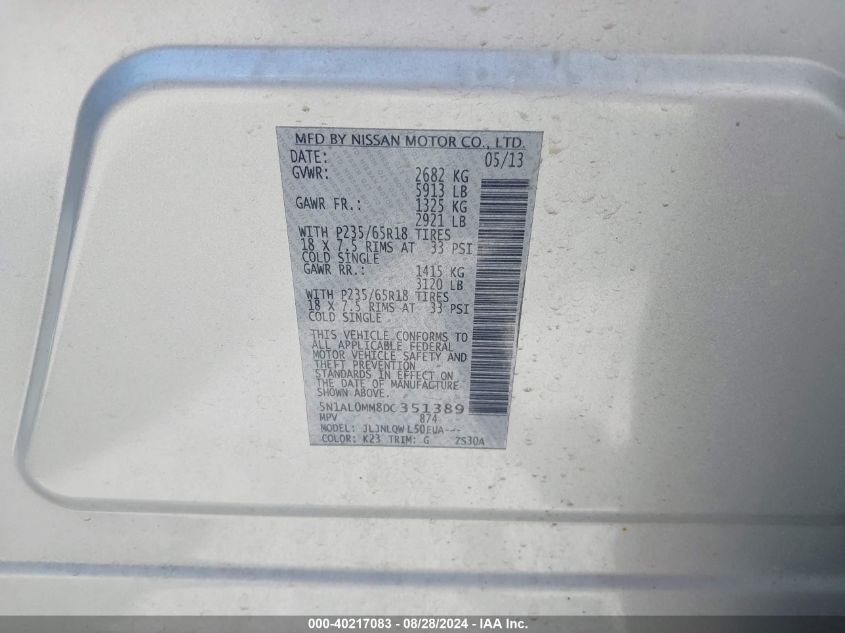 MFD BY NISSAN MOTOR CO., LTD.
DATE: 05/13
GVWR: 2682 KG
5913 LB
GAWR FR.: 1325 KG
2921 LB
WITH P235/65R18 TIRES
18 X 7.5 RIMS AT 33 PSI
COLD SINGLE
GAWR RR.: 1415 KG
3120 LB
WITH P235/65R18 TIRES
18 X 7.5 RIMS AT 33 PSI
COLD SINGLE
THIS VEHICLE CONFORMS TO
ALL APPLICABLE FEDERAL
MOTOR VEHICLE SAFETY AND
THEFT PREVENTION
STANDARDS IN EFFECT ON
THE DATE OF MANUFACTURE
SHOWN ABOVE.
5N1AL0MM8DC351389
MPV 874
MODEL: JLJNLQWL50EUA---
COLOR: K23 TRIM: G ZS30A
000-40217083 - 08/28/2024 - IAA Inc.